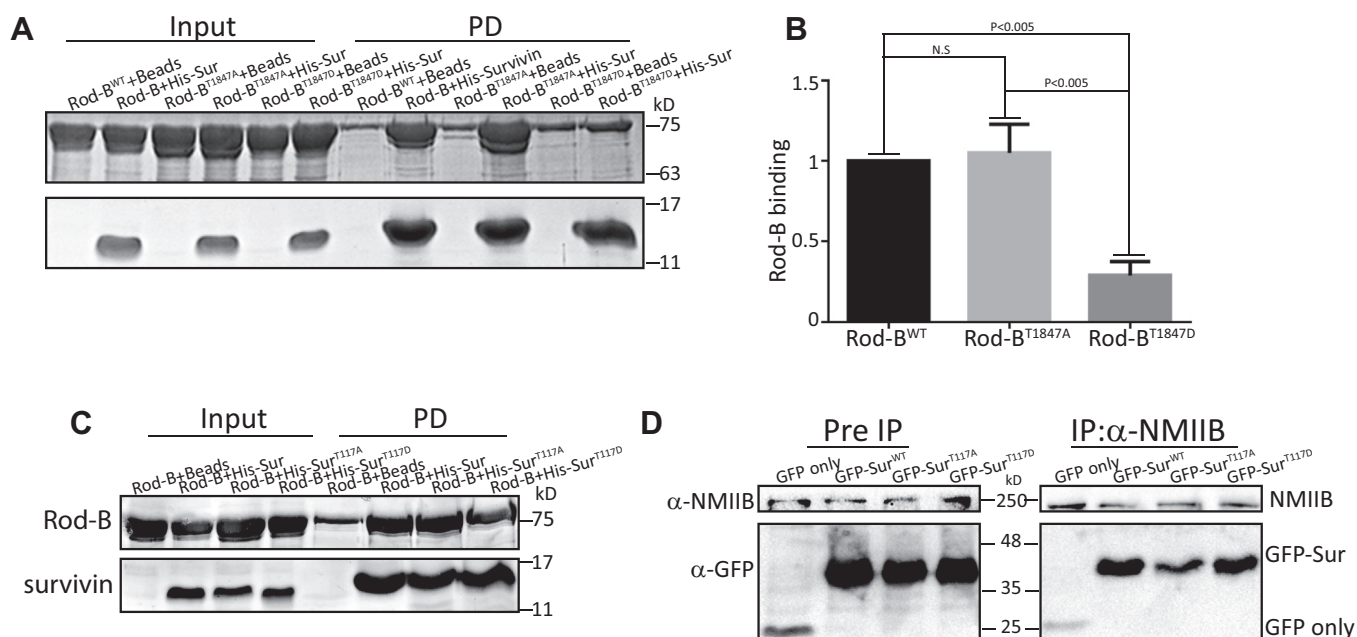 A
Input
PD
Rod-B^WT+Beads
Rod-B+His-Sur
Rod-B^T1847A+Beads
Rod-B^T1847A+His-Sur
Rod-B^T1847D+Beads
Rod-B^T1847D+His-Sur
Rod-B^WT+Beads
Rod-B+His-Survivin
Rod-B^T1847A+Beads
Rod-B^T1847A+His-Sur
Rod-B^T1847D+Beads
Rod-B^T1847D+His-Sur
kD
75
63
17
11
B
P<0.005
N.S
P<0.005
1.5
1
0.5
0
Rod-B binding
Rod-B^WT
Rod-B^T1847A
Rod-B^T1847D
C
Input
PD
Rod-B+Beads
Rod-B+His-Sur
Rod-B+His-Sur^T117A
Rod-B+His-Sur^T117D
Rod-B+Beads
Rod-B+His-Sur
Rod-B+His-Sur^T117A
Rod-B+His-Sur^T117D
kD
Rod-B
75
survivin
17
11
D
Pre IP
IP:α-NMIIB
GFP only
GFP-Sur^WT
GFP-Sur^T117A
GFP-Sur^T117D
kD
GFP only
GFP-Sur^WT
GFP-Sur^T117A
GFP-Sur^T117D
α-NMIIB
250
NMIIB
α-GFP
48
35
25
GFP-Sur
GFP only